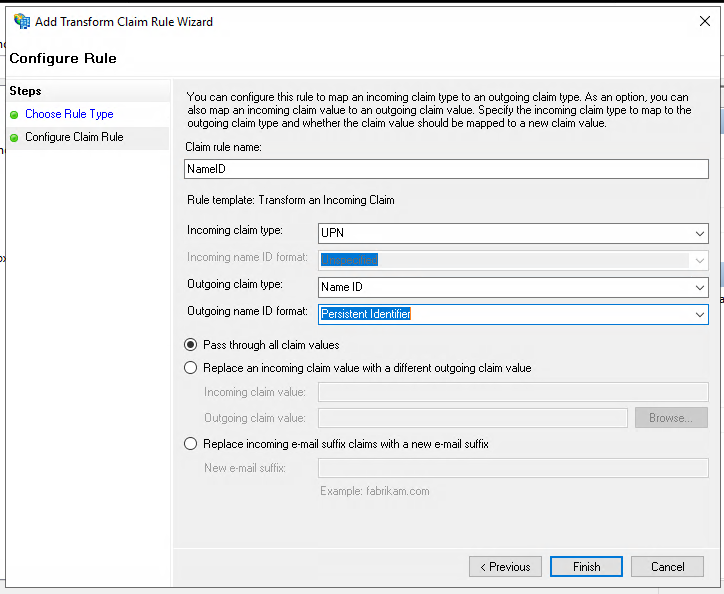 Add Transform Claim Rule Wizard
Configure Rule
Steps
Choose Rule Type
Configure Claim Rule
You can configure this rule to map an incoming claim type to an outgoing claim type. As an option, you can
also map an incoming claim value to an outgoing claim value. Specify the incoming claim type to map to the
outgoing claim type and whether the claim value should be mapped to a new claim value.
Claim rule name:
NameID
Rule template: Transform an Incoming Claim
Incoming claim type:
UPN
Incoming name ID format:
Unspecified
Outgoing claim type:
Name ID
Outgoing name ID format:
Persistent Identifier
Pass through all claim values
Replace an incoming claim value with a different outgoing claim value
Incoming claim value:
Outgoing claim value:
Browse...
Replace incoming e-mail suffix claims with a new e-mail suffix
New e-mail suffix:
Example: fabrikam.com
< Previous
Finish
Cancel